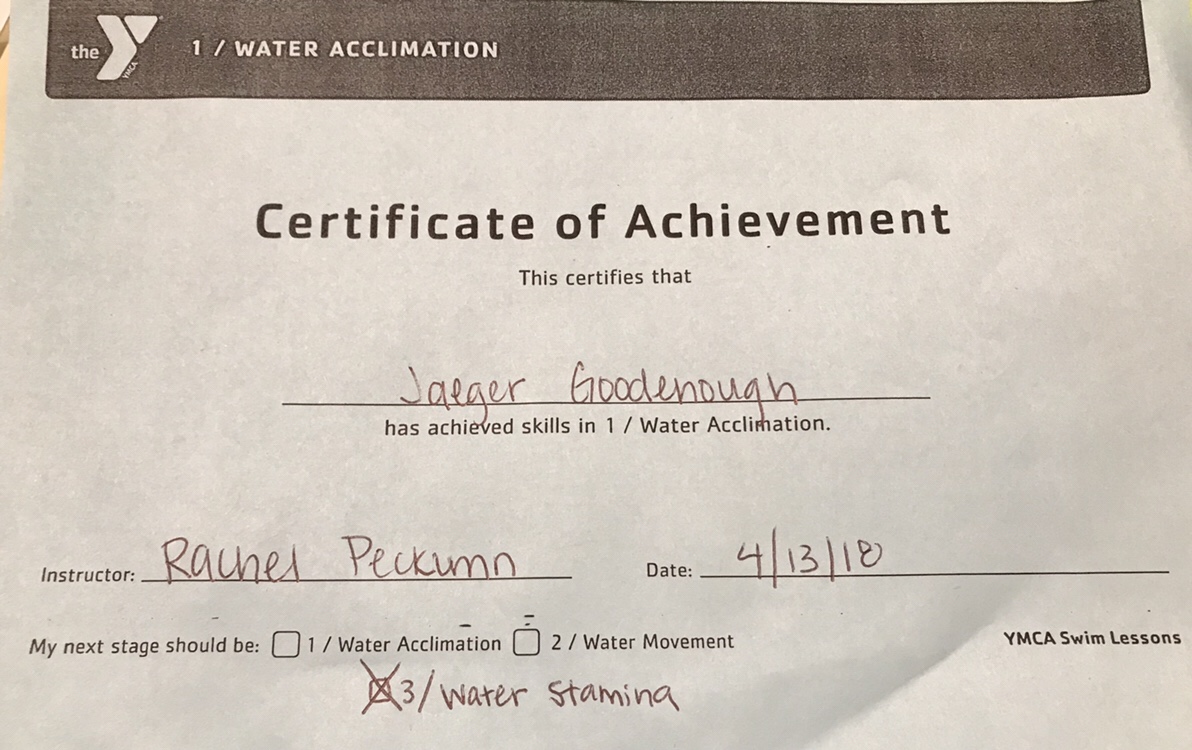 the Y YMCA 1 / WATER ACCLIMATION
Certificate of Achievement
This certifies that
Jaeger Goodenough
has achieved skills in 1 / Water Acclimation.
Instructor: Rachel Peckumn Date: 4/13/18
My next stage should be: 1 / Water Acclimation 2 / Water Movement YMCA Swim Lessons
3/Water Stamina